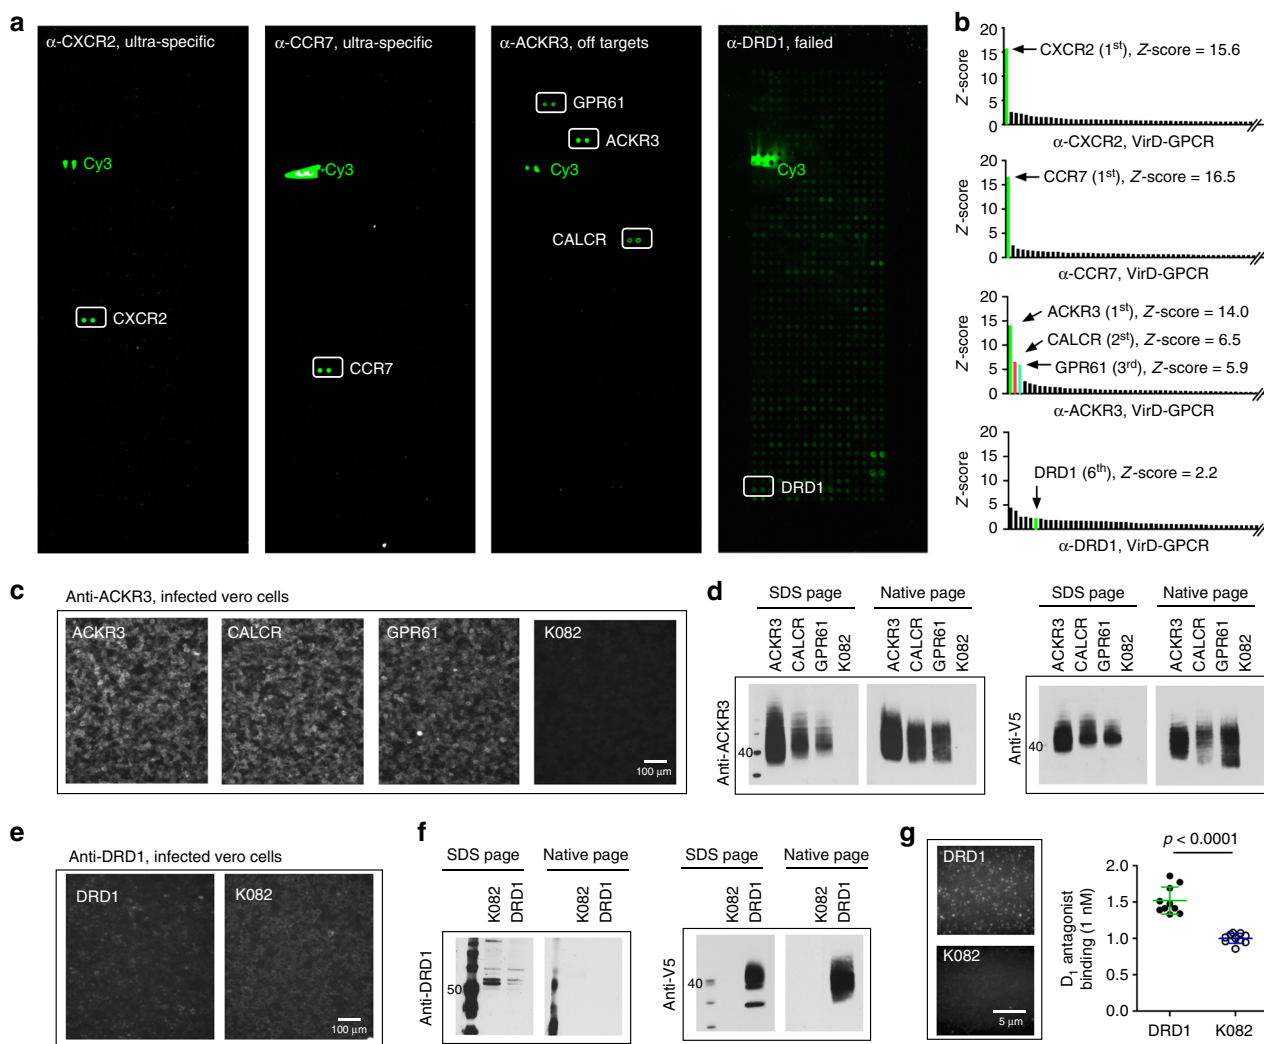 a
α-CXCR2, ultra-specific
Cy3
CXCR2
α-CCR7, ultra-specific
Cy3
CCR7
α-ACKR3, off targets
GPR61
ACKR3
Cy3
CALCR
α-DRD1, failed
Cy3
DRD1
b
20
15
10
5
0
Z-score
CXCR2 (1st), Z-score = 15.6
α-CXCR2, VirD-GPCR
20
15
10
5
0
Z-score
CCR7 (1st), Z-score = 16.5
α-CCR7, VirD-GPCR
20
15
10
5
0
Z-score
ACKR3 (1st), Z-score = 14.0
CALCR (2st), Z-score = 6.5
GPR61 (3rd), Z-score = 5.9
α-ACKR3, VirD-GPCR
20
15
10
5
0
Z-score
DRD1 (6th), Z-score = 2.2
α-DRD1, VirD-GPCR
c
Anti-ACKR3, infected vero cells
ACKR3
CALCR
GPR61
K082
100 μm
d
SDS page
Native page
ACKR3
CALCR
GPR61
K082
ACKR3
CALCR
GPR61
K082
Anti-ACKR3
40
SDS page
Native page
ACKR3
CALCR
GPR61
K082
ACKR3
CALCR
GPR61
K082
Anti-V5
40
e
Anti-DRD1, infected vero cells
DRD1
K082
100 μm
f
SDS page
Native page
K082
DRD1
K082
DRD1
Anti-DRD1
50
SDS page
Native page
K082
DRD1
K082
DRD1
Anti-V5
40
g
DRD1
K082
5 μm
p < 0.0001
2.0
1.5
1.0
0.5
0.0
D1 antagonist
binding (1 nM)
DRD1
K082